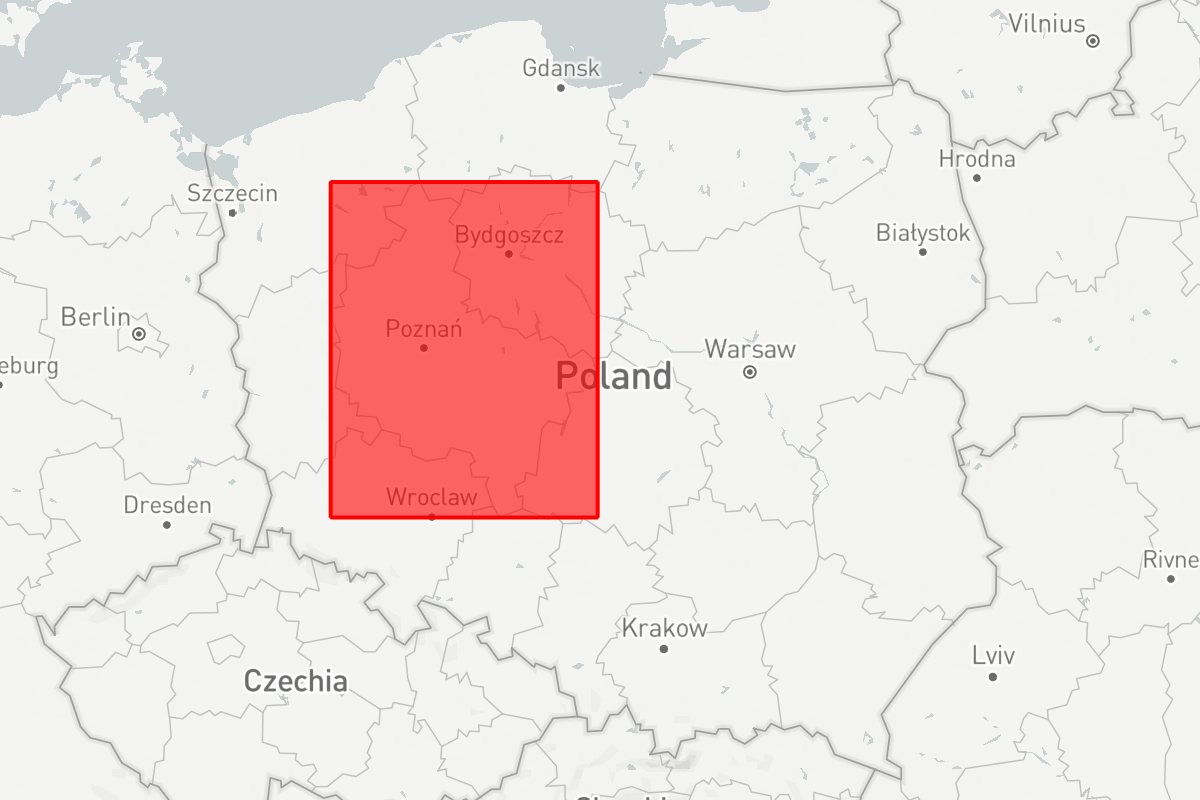 Vilnius
Gdansk
Hrodna
Szczecin
Białystok
Bydgoszcz
Berlin
Poznań
Warsaw
eburg
Poland
Wroclaw
Dresden
Rivne
Krakow
Lviv
Czechia